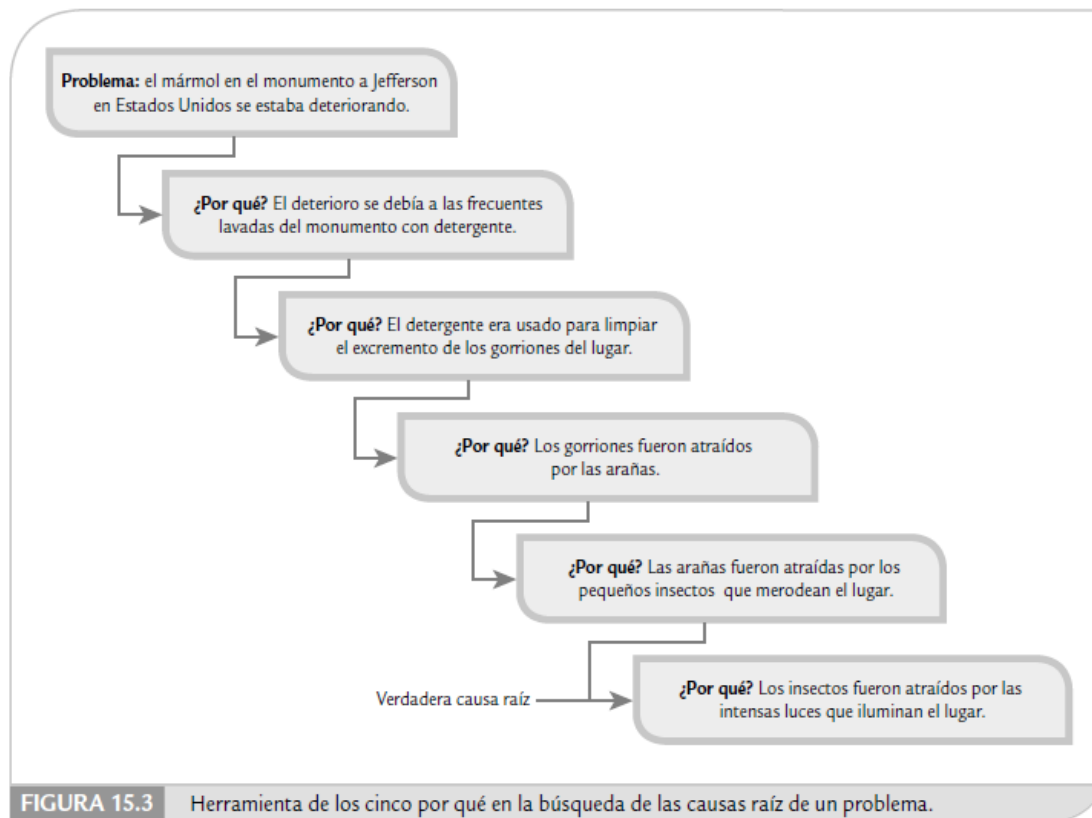 Problema: el mármol en el monumento a Jefferson
en Estados Unidos se estaba deteriorando.
¿Por qué? El deterioro se debía a las frecuentes
lavadas del monumento con detergente.
¿Por qué? El detergente era usado para limpiar
el excremento de los gorriones del lugar.
¿Por qué? Los gorriones fueron atraídos
por las arañas.
¿Por qué? Las arañas fueron atraídas por los
pequeños insectos que merodean el lugar.
Verdadera causa raíz
¿Por qué? Los insectos fueron atraídos por las
intensas luces que iluminan el lugar.
FIGURA 15.3 Herramienta de los cinco por qué en la búsqueda de las causas raíz de un problema.